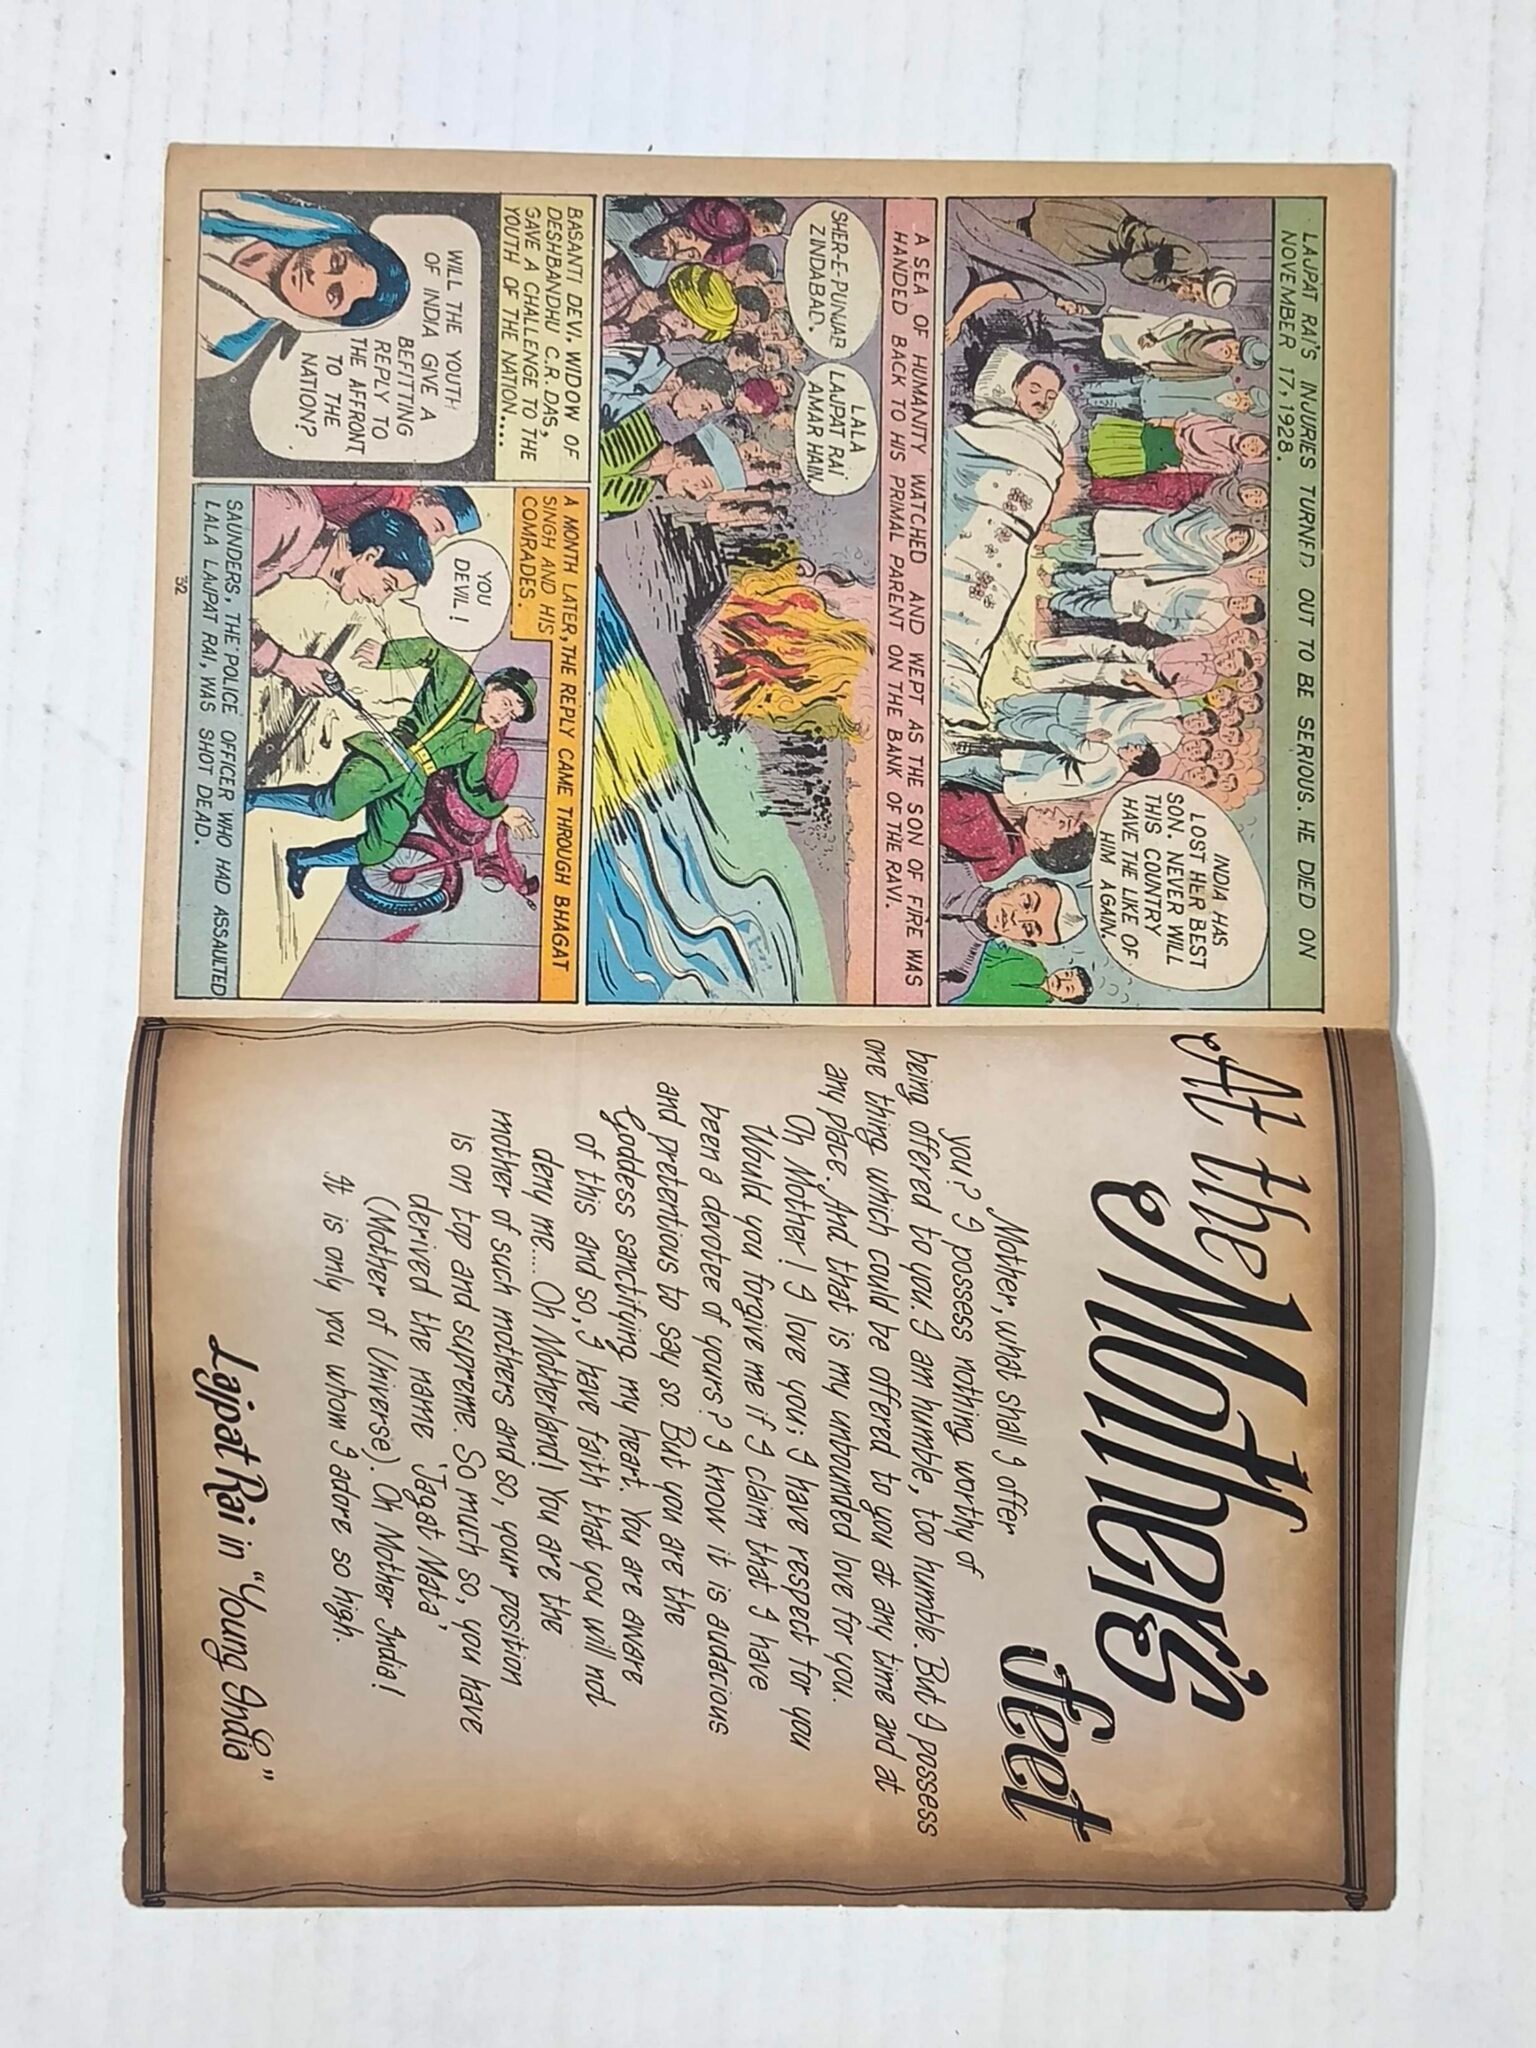 LAJPAT RAI'S INJURIES TURNED OUT TO BE SERIOUS. HE DIED ON
NOVEMBER 17, 1928.
INDIA HAS
LOST HER BEST
SON. NEVER WILL
THIS COUNTRY
HAVE THE LIKE OF
HIM AGAIN.
A SEA OF HUMANITY WATCHED AND WEPT AS THE SON OF FIRE WAS
HANDED BACK TO HIS PRIMAL PARENT ON THE BANK OF THE RAVI.
SHER-E-PUNJAB
ZINDABAD.
LALA
LAJPAT RAI
AMAR HAIN.
BASANTI DEVI, WIDOW OF
DESHBANDHU C.R. DAS,
GAVE A CHALLENGE TO THE
YOUTH OF THE NATION...
WILL THE YOUTH
OF INDIA GIVE A
BEFITTING
REPLY TO
THE AFFRONT
TO THE
NATION?
A MONTH LATER, THE REPLY CAME THROUGH BHAGAT
SINGH AND HIS
COMRADES.
YOU
DEVIL!
SAUNDERS, THE POLICE OFFICER WHO HAD ASSAULTED
LALA LAJPAT RAI, WAS SHOT DEAD.
32
At the
Mother's
feet
Mother, what shall I offer
you? I possess nothing worthy of
being offered to you. I am humble, too humble. But I possess
one thing which could be offered to you at any time and at
any place. And that is my unbounded love for you.
Oh Mother! I love you; I have respect for you
Would you forgive me if I claim that I have
been a devotee of yours? I know it is audacious
and pretentious to say so. But you are the
Goddess sanctifying my heart. You are aware
of this and so, I have faith that you will not
deny me.... Oh Motherland! You are the
mother of such mothers and so, your position
is on top and supreme. So much so, you have
derived the name 'Jagat Mata'
(Mother of Universe). Oh Mother India!
It is only you whom I adore so high.
Lajpat Rai in "Young India"